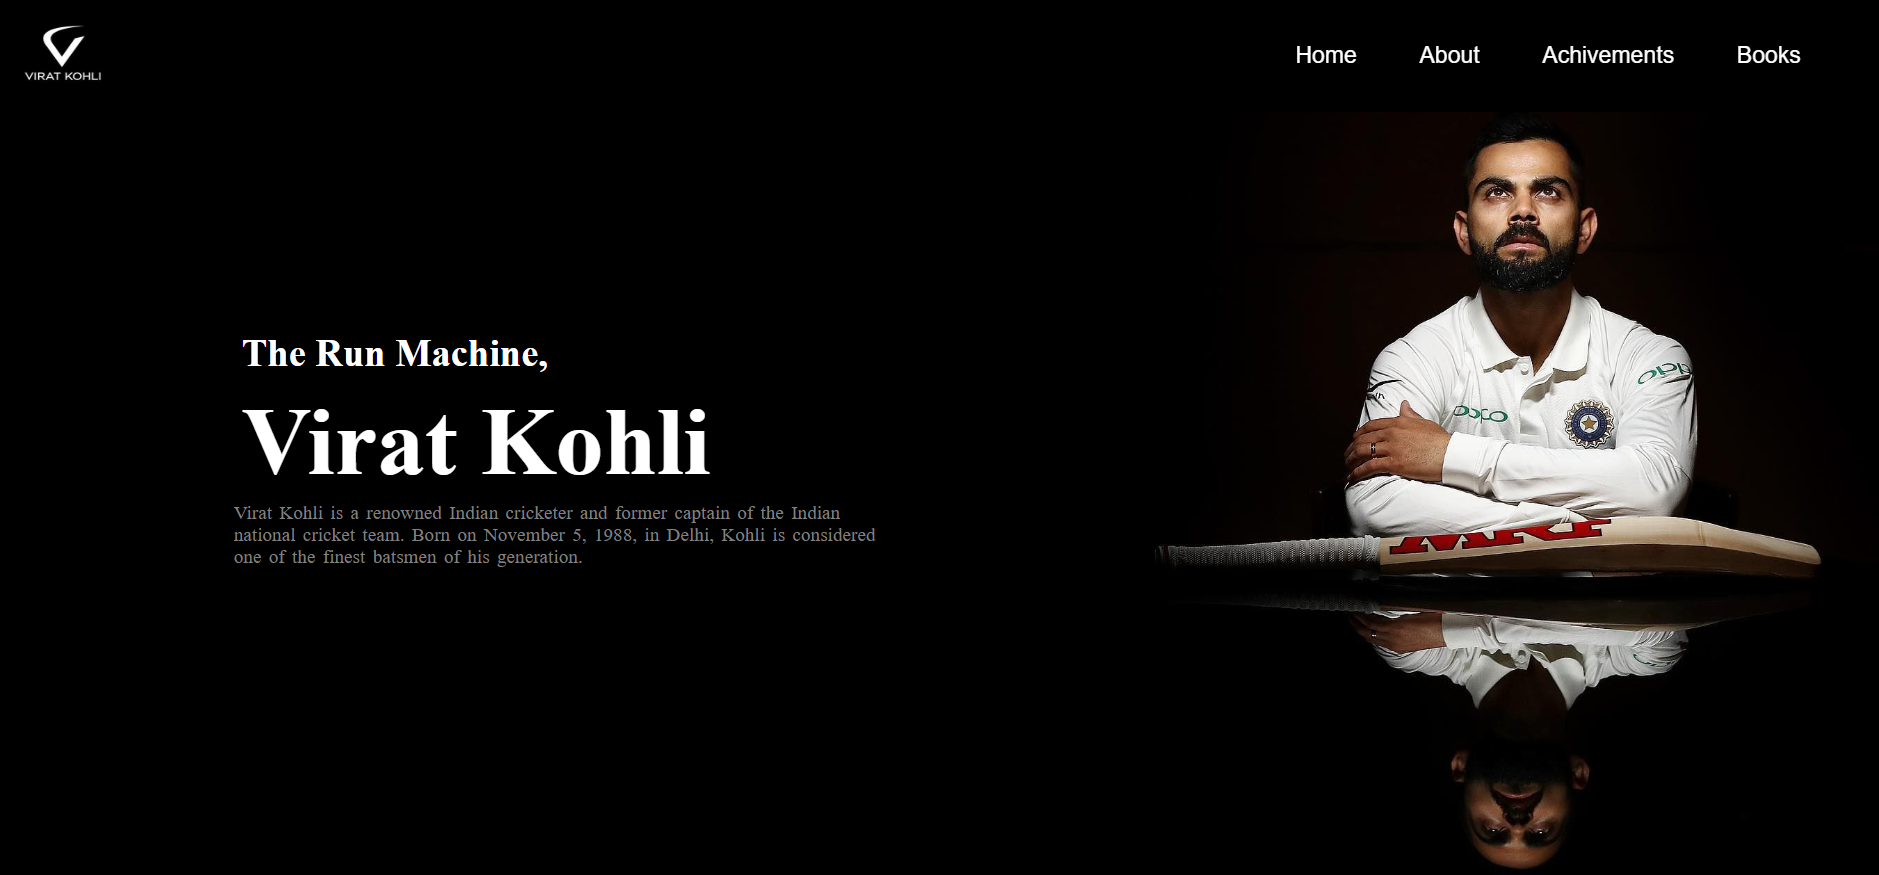 VIRAT KOHLI
Home About Achivements Books
The Run Machine,
Virat Kohli
Virat Kohli is a renowned Indian cricketer and former captain of the Indian
national cricket team. Born on November 5, 1988, in Delhi, Kohli is considered
one of the finest batsmen of his generation.
oppo
oppo
MRF